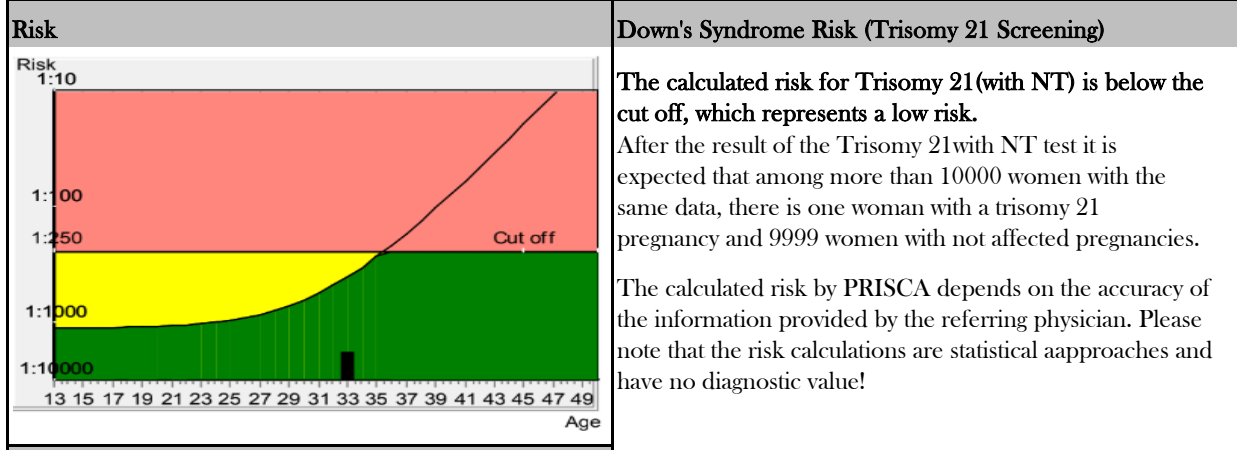 Risk
Down's Syndrome Risk (Trisomy 21 Screening)
Risk
1:10
1:100
1:250
Cut off
1:1000
1:10000
13 15 17 19 21 23 25 27 29 31 33 35 37 39 41 43 45 47 49
Age
The calculated risk for Trisomy 21(with NT) is below the
cut off, which represents a low risk.
After the result of the Trisomy 21with NT test it is
expected that among more than 10000 women with the
same data, there is one woman with a trisomy 21
pregnancy and 9999 women with not affected pregnancies.
The calculated risk by PRISCA depends on the accuracy of
the information provided by the referring physician. Please
note that the risk calculations are statistical aapproaches and
have no diagnostic value!